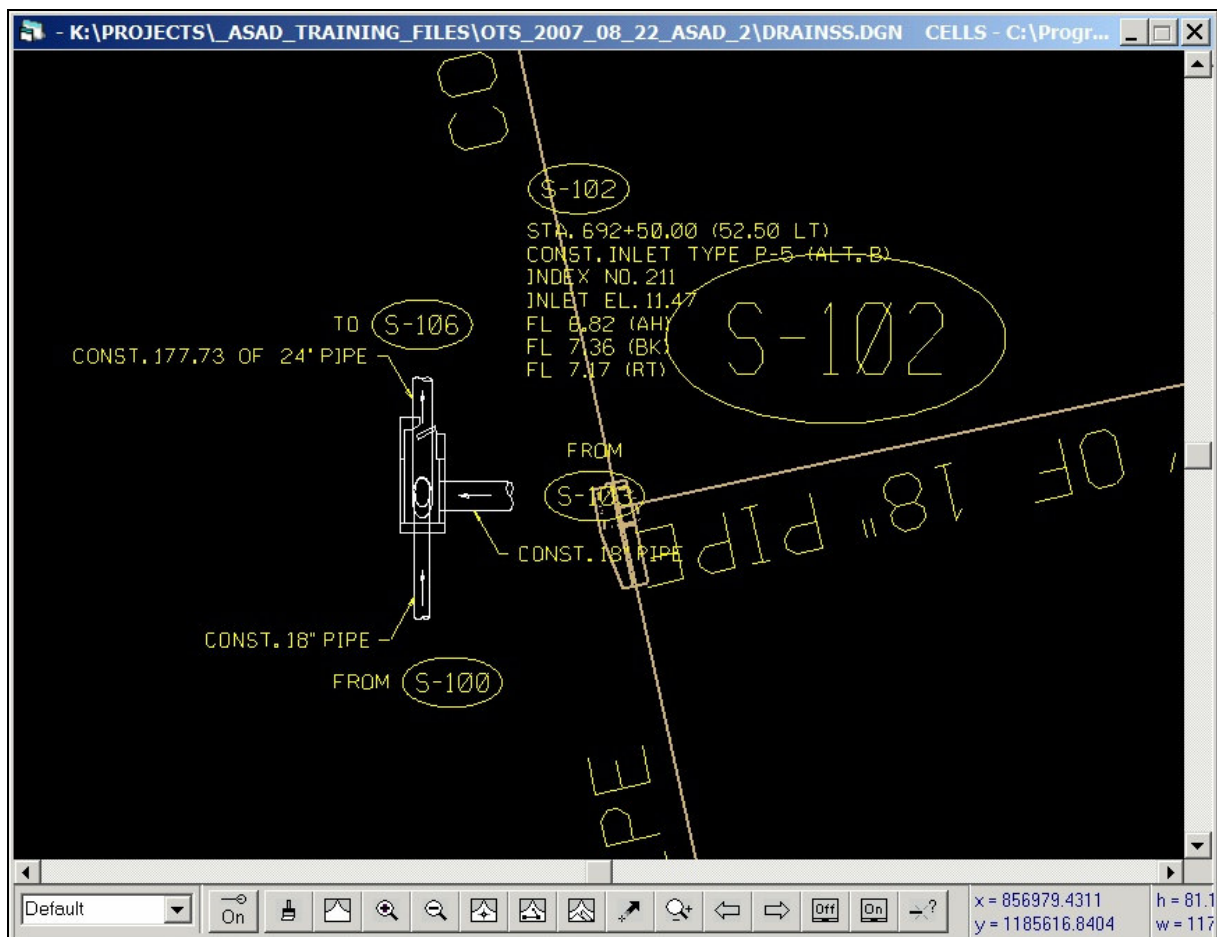 - K:\PROJECTS\_ASAD_TRAINING_FILES\OTS_2007_08_22_ASAD_2\DRAINSS.DGN CELLS - C:\Progr...
CO
S-102
STA. 692+50.00 (52.50 LT)
CONST. INLET TYPE P-5 (ALT. B)
INDEX NO. 211
INLET EL. 11.47
FL 6.82 (AH)
FL 7.36 (BK)
FL 7.17 (RT)
S-102
TO S-106
CONST. 177.73 OF 24' PIPE
FROM
S-103
OF 18" PIPE
CONST. 18" PIPE
CONST. 18" PIPE
FROM S-100
PE
Default
On
Off
On
x = 856979.4311
y = 1185616.8404
h = 81.1
w = 117